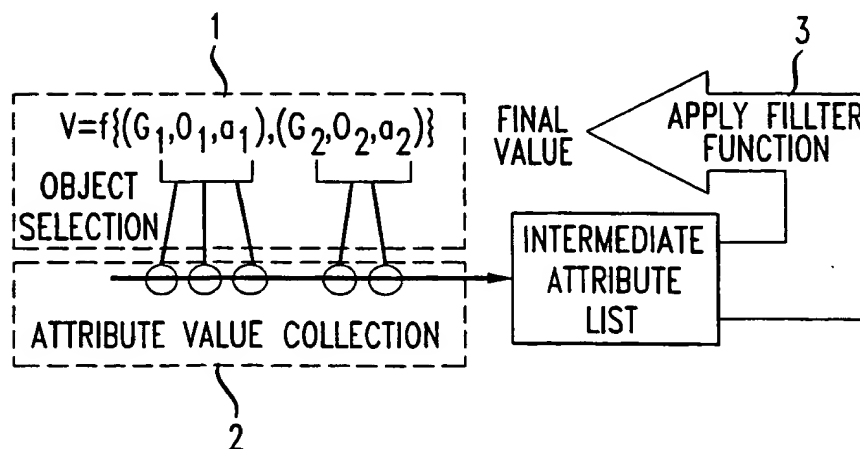 1
3
V=f{(G1,O1,a1),(G2,O2,a2)}
OBJECT
SELECTION
FINAL
VALUE
APPLY FILLTER
FUNCTION
INTERMEDIATE
ATTRIBUTE
LIST
ATTRIBUTE VALUE COLLECTION
2